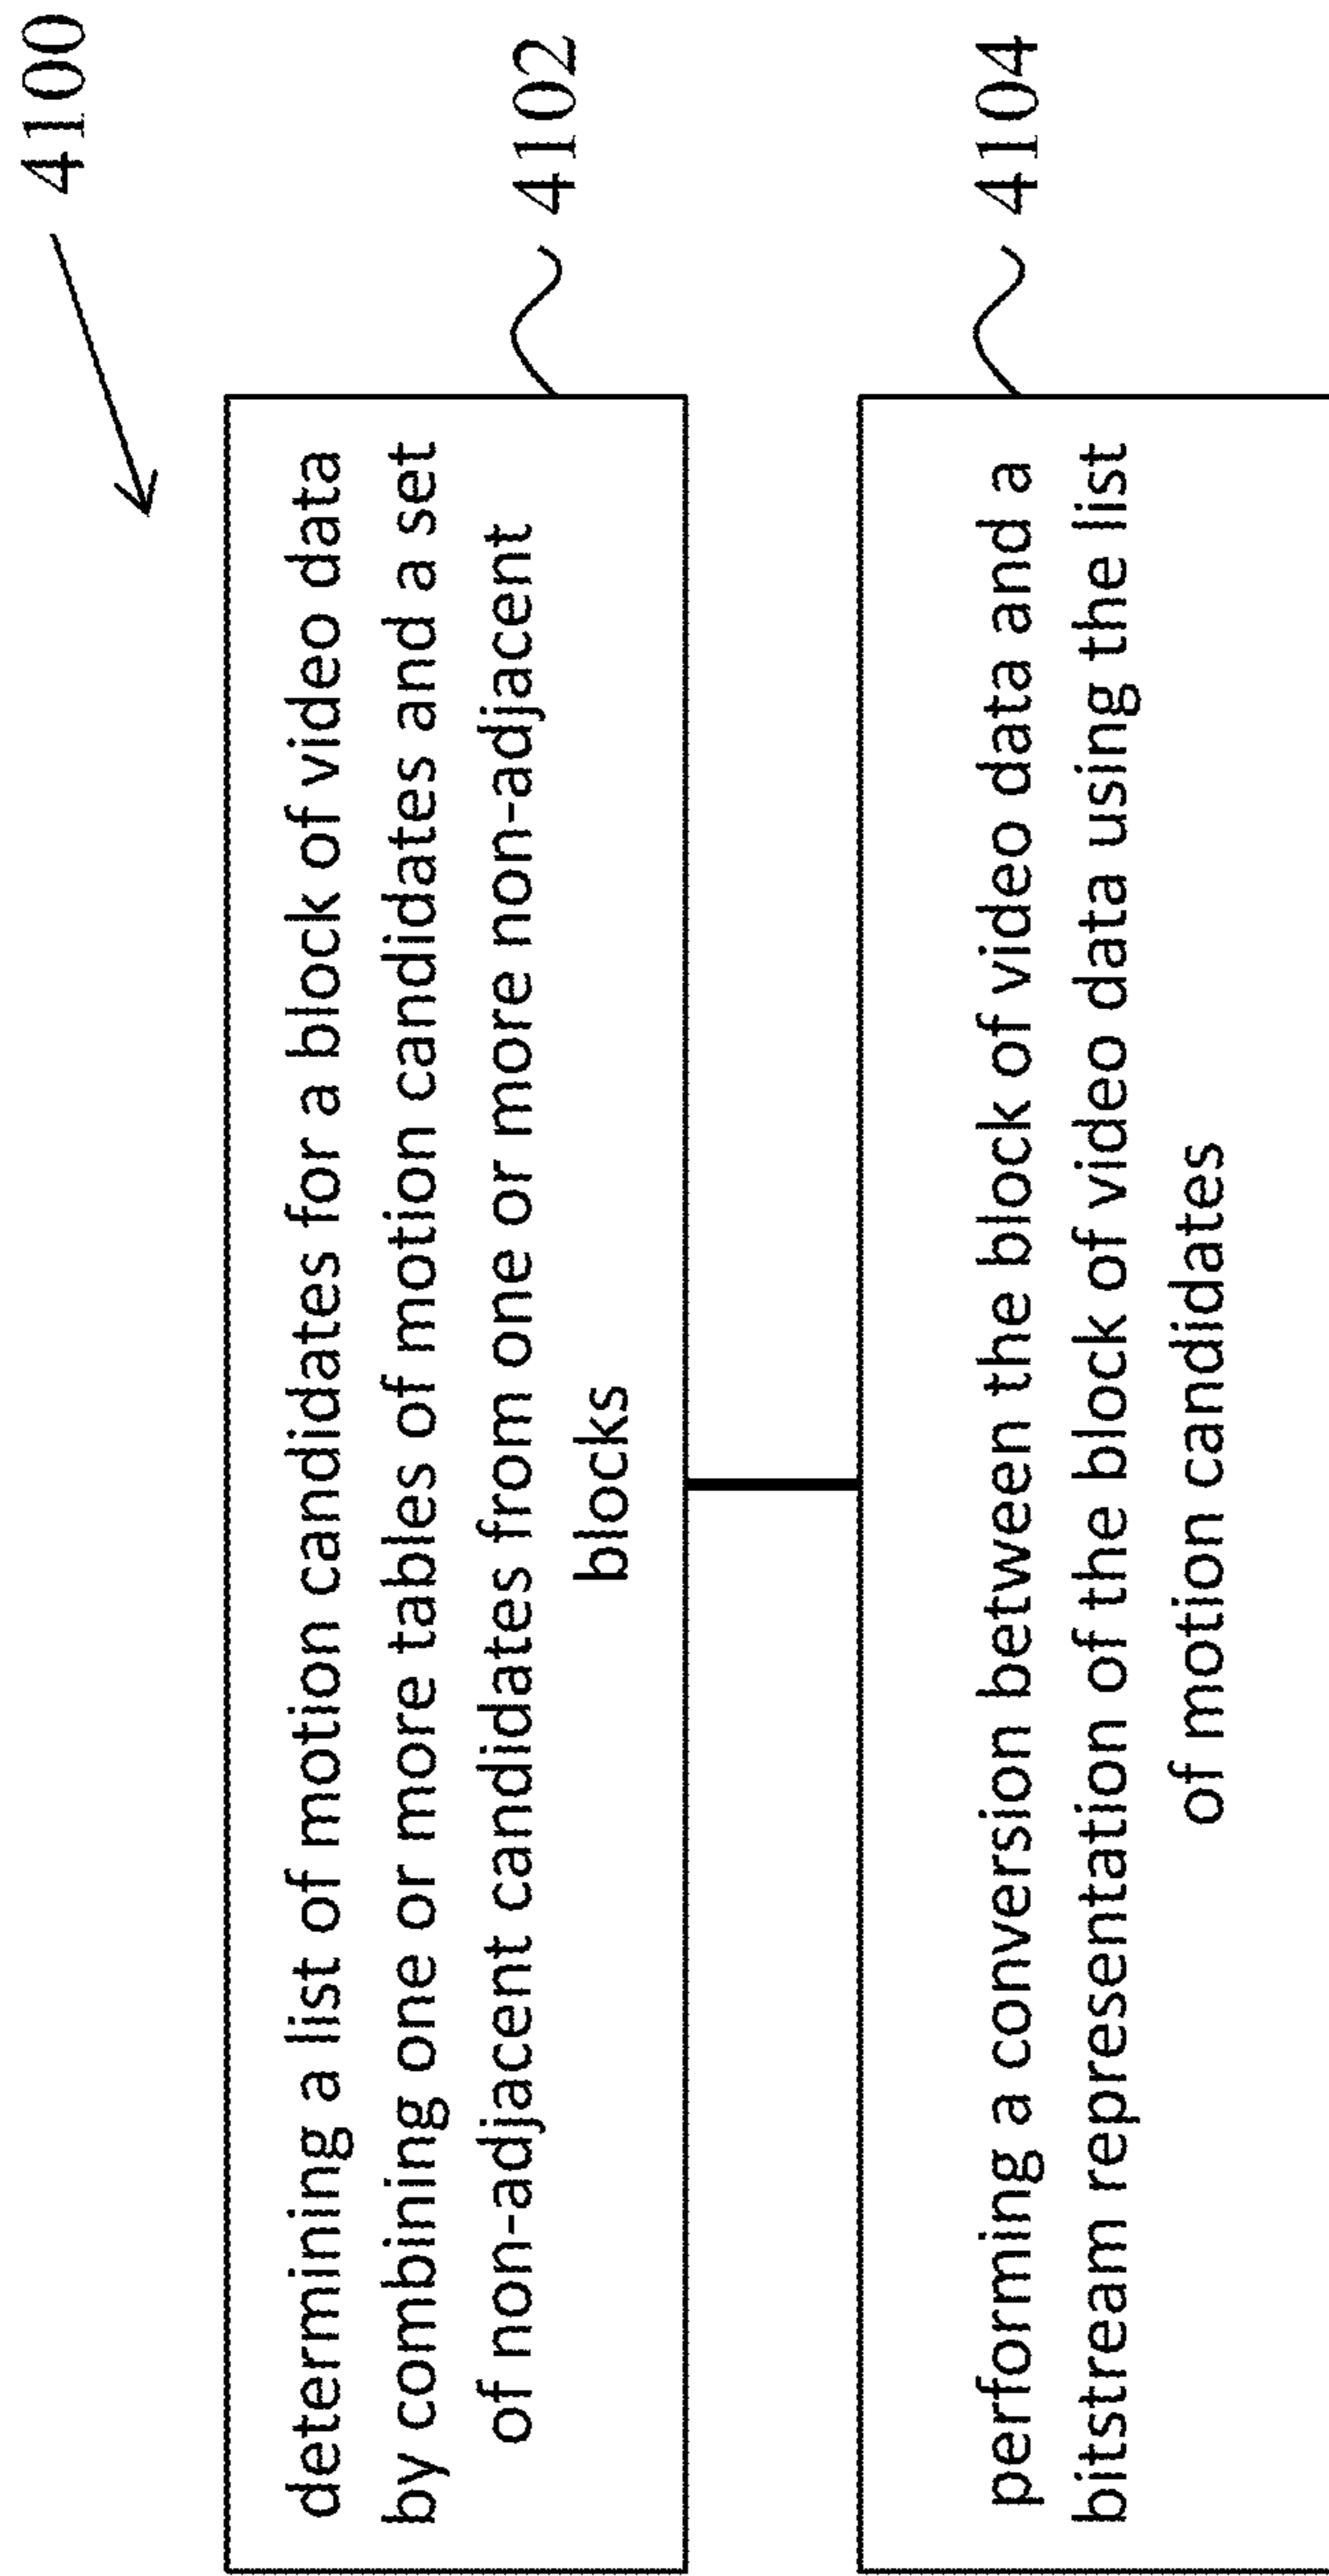 4100
determining a list of motion candidates for a block of video data
by combining one or more tables of motion candidates and a set
of non-adjacent candidates from one or more non-adjacent
blocks
4102
performing a conversion between the block of video data and a
bitstream representation of the block of video data using the list
of motion candidates
4104